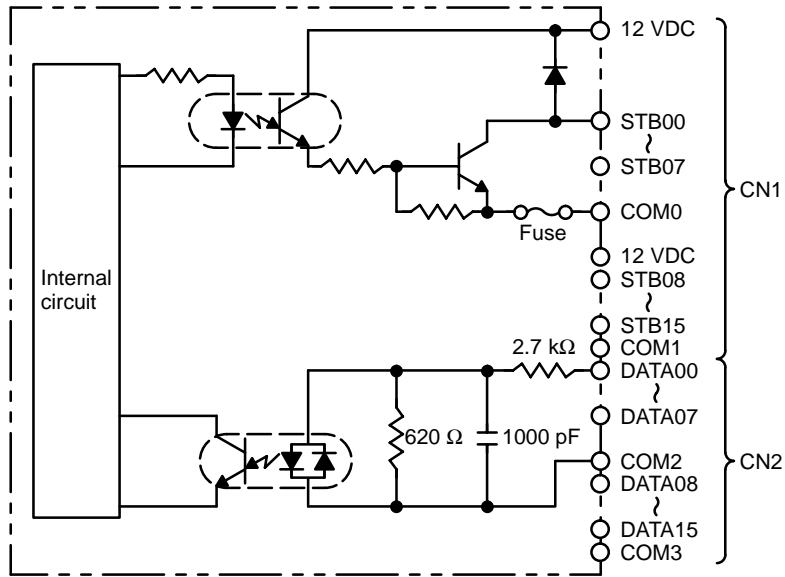 12 VDC
STB00
~
STB07
CN1
COM0
Fuse
12 VDC
STB08
Internal
circuit
~
STB15
2.7 kΩ
COM1
DATA00
~
620 Ω
1000 pF
DATA07
COM2
CN2
DATA08
~
DATA15
COM3